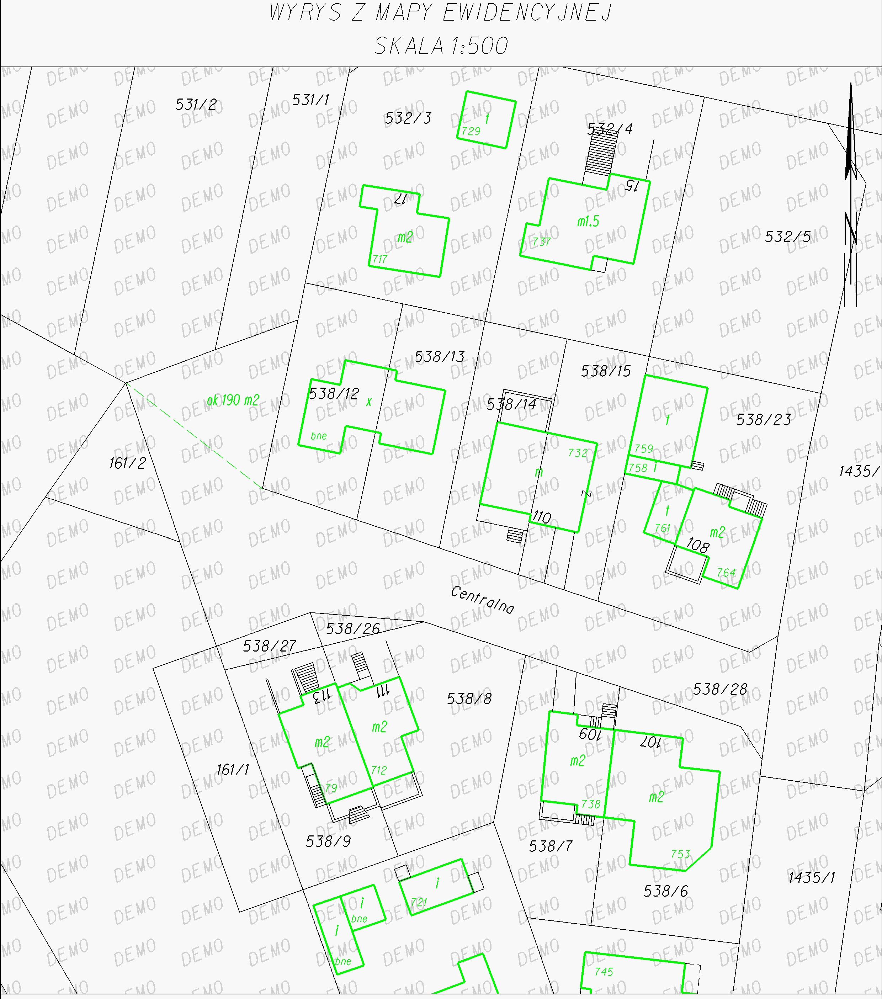 WYRYS Z MAPY EWIDENCYJNEJ
SKALA 1:500
531/2
531/1
532/3
t
729
532/4
15
17
m1.5
737
m2
717
532/5
N
538/13
538/15
538/12
x
bne
ok 190 m2
538/14
538/23
t
759
758 i
732
m
161/2
1435/
110
t
761
m2
108
764
Centralna
538/26
538/27
113
111
m2
m2
538/8
538/28
109
107
m2
m2
161/1
712
79
738
538/9
538/7
753
538/6
1435/1
i
721
i
bne
i
bne
745
DEMO